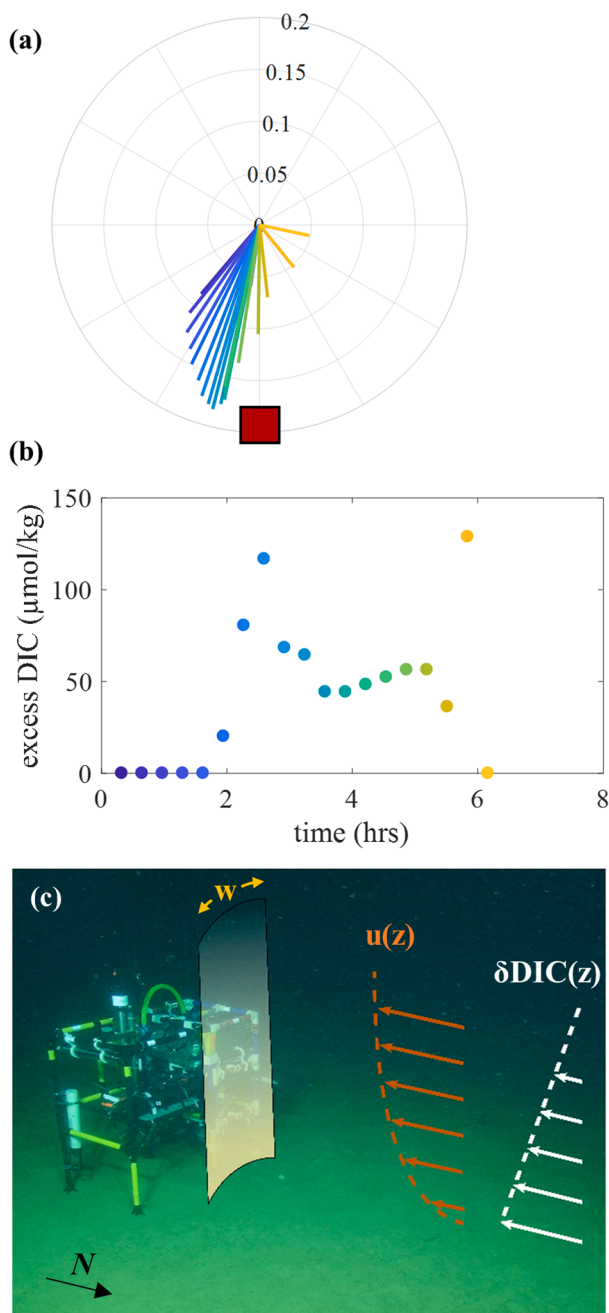 (a)
0.2
0.15
0.1
0.05
0
(b)
150
100
50
0
excess DIC (μmol/kg)
0 2 4 6 8
time (hrs)
(c)
w
u(z)
δDIC(z)
N